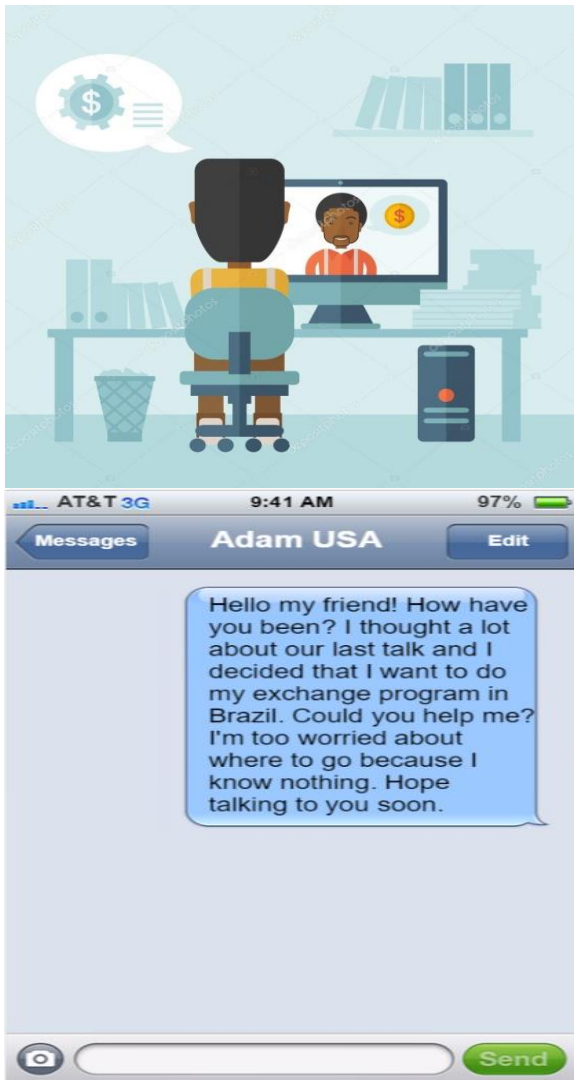 $
$
AT&T 3G
9:41 AM
97%
Messages
Adam USA
Edit
Hello my friend! How have
you been? I thought a lot
about our last talk and I
decided that I want to do
my exchange program in
Brazil. Could you help me?
I'm too worried about
where to go because I
know nothing. Hope
talking to you soon.
Send